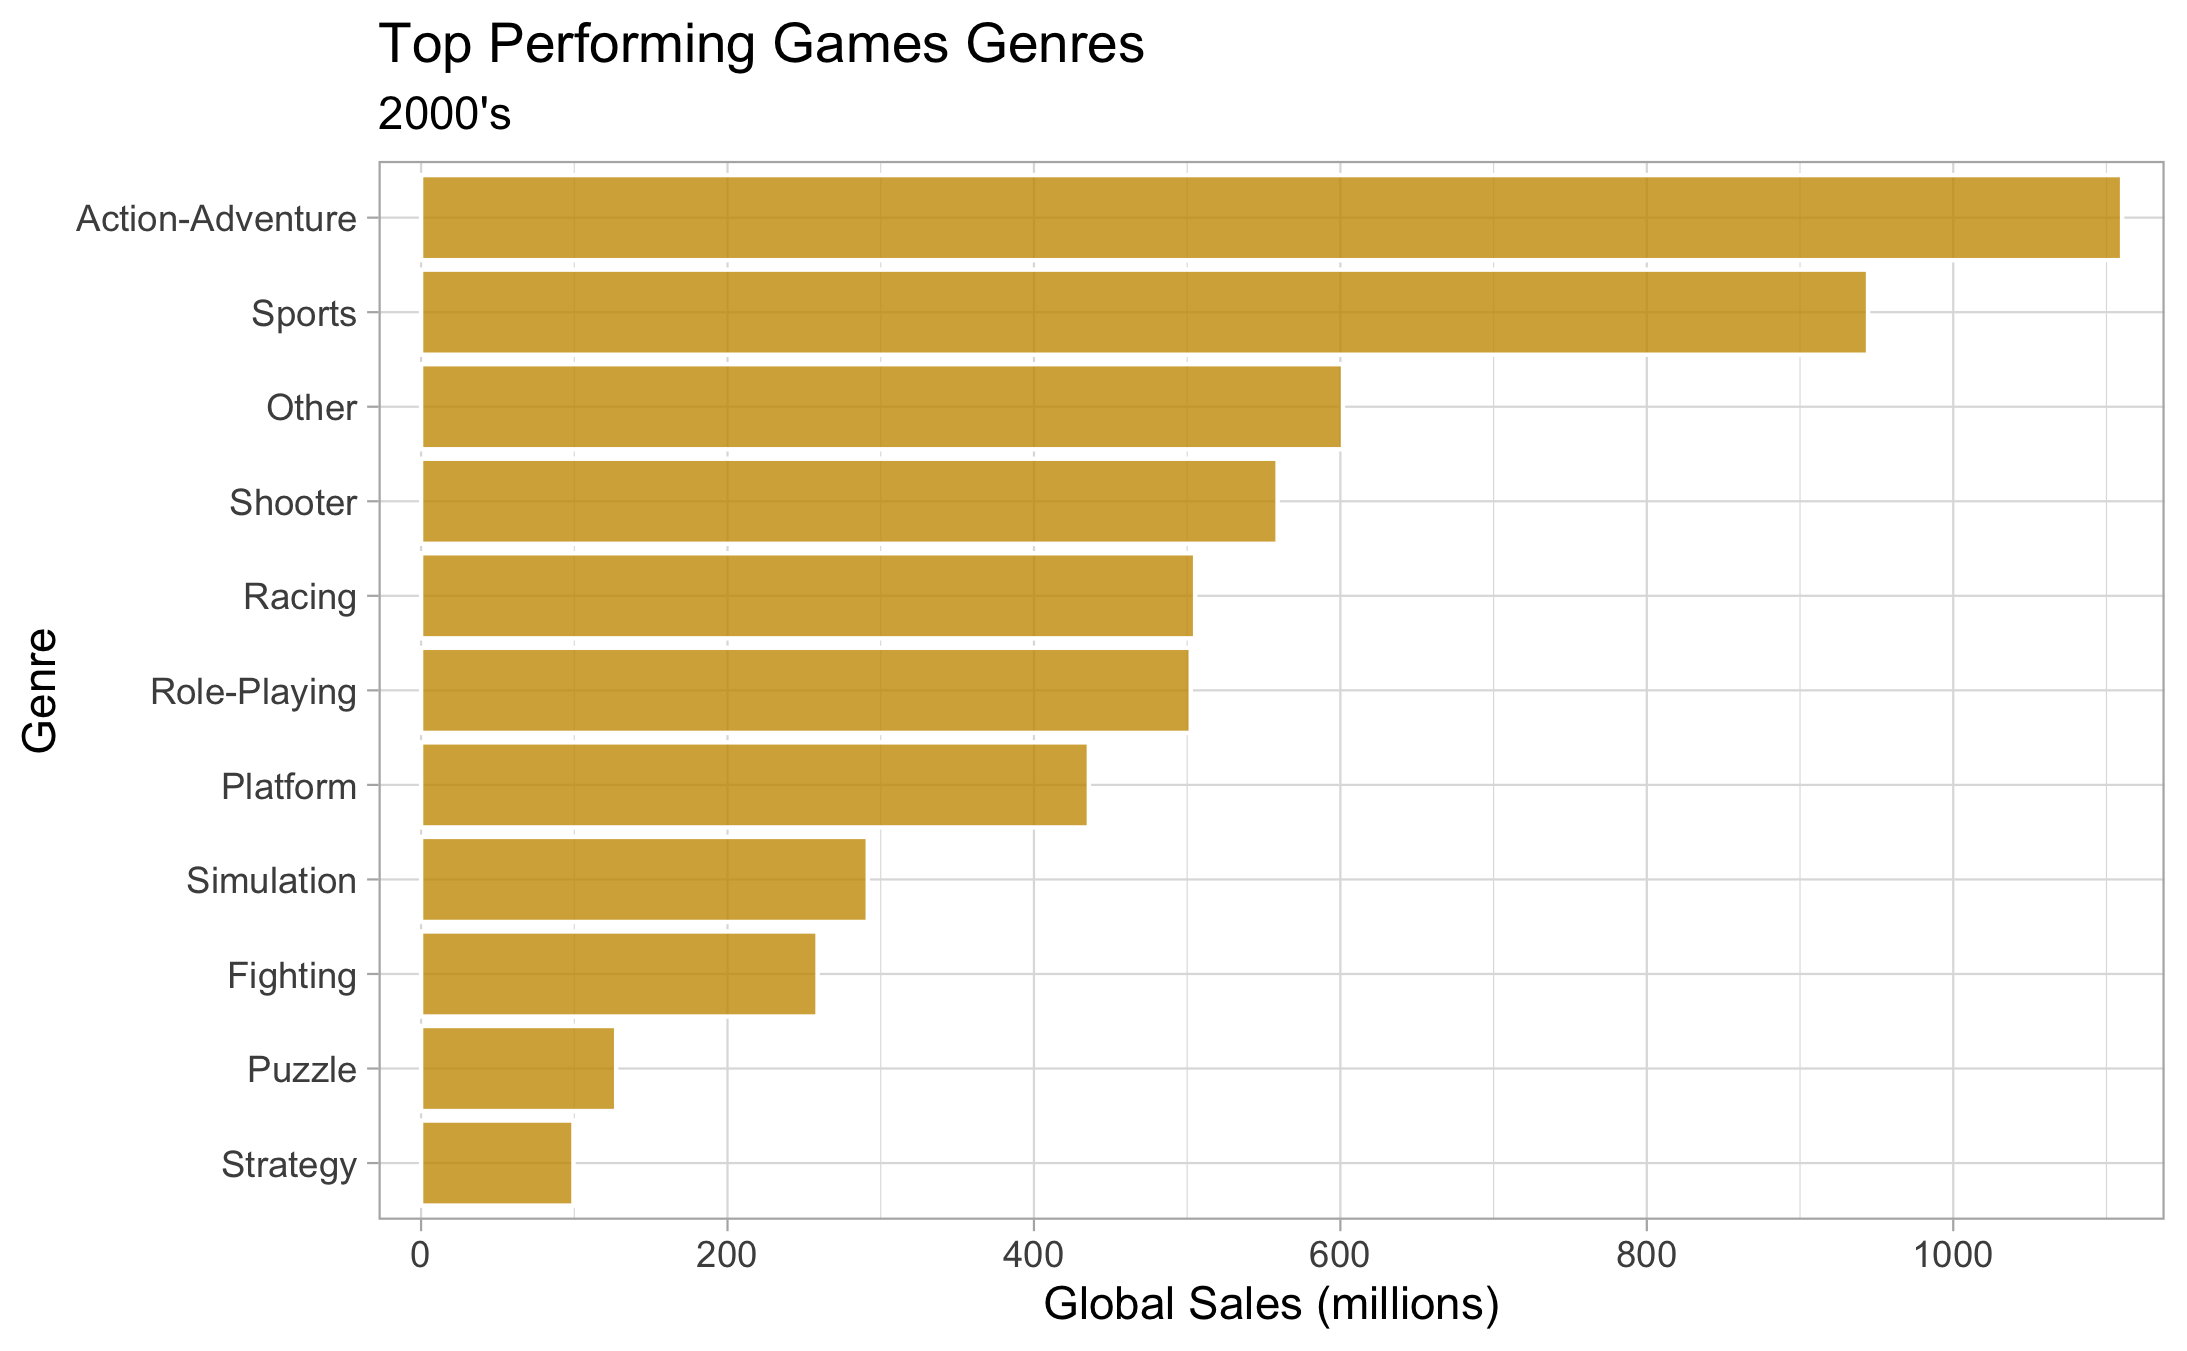 Top Performing Games Genres
2000's
Action-Adventure
Sports
Other
Shooter
Racing
Role-Playing
Platform
Simulation
Fighting
Puzzle
Strategy
Genre
0 200 400 600 800 1000
Global Sales (millions)